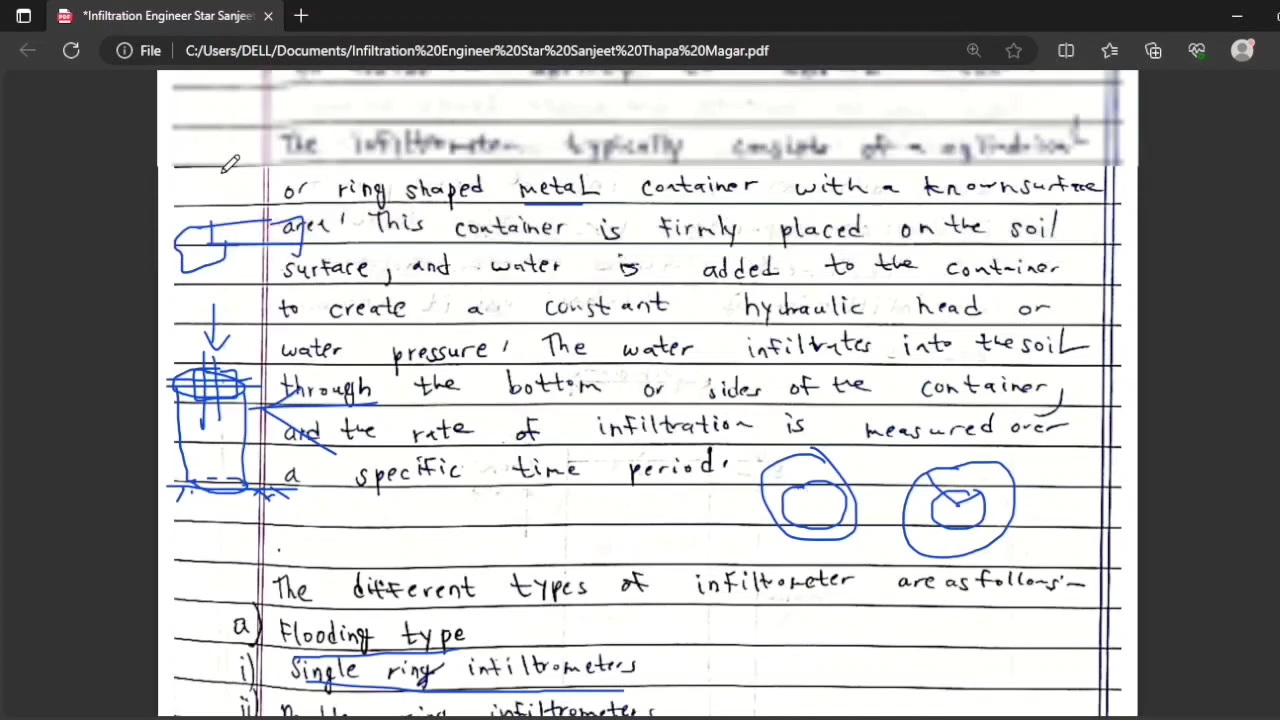 *Infiltration Engineer Star Sanjee
File
C:/Users/DELL/Documents/Infiltration%20Engineer%20Star%20Sanjeet%20Thapa%20Magar.pdf
The infiltrometer typically consists of a cylindrical
or ring shaped metal container with a known surface
area. This container is firmly placed on the soil
surface, and water is added to the container
to create a constant hydraulic head or
water pressure. The water infiltrates into the soil
through the bottom or sides of the container,
and the rate of infiltration is measured over
a specific time period.
The different types of infiltrometer are as follows:-
a) Flooding type
i) Single ring infiltrometers
ii) Double ring infiltrometers